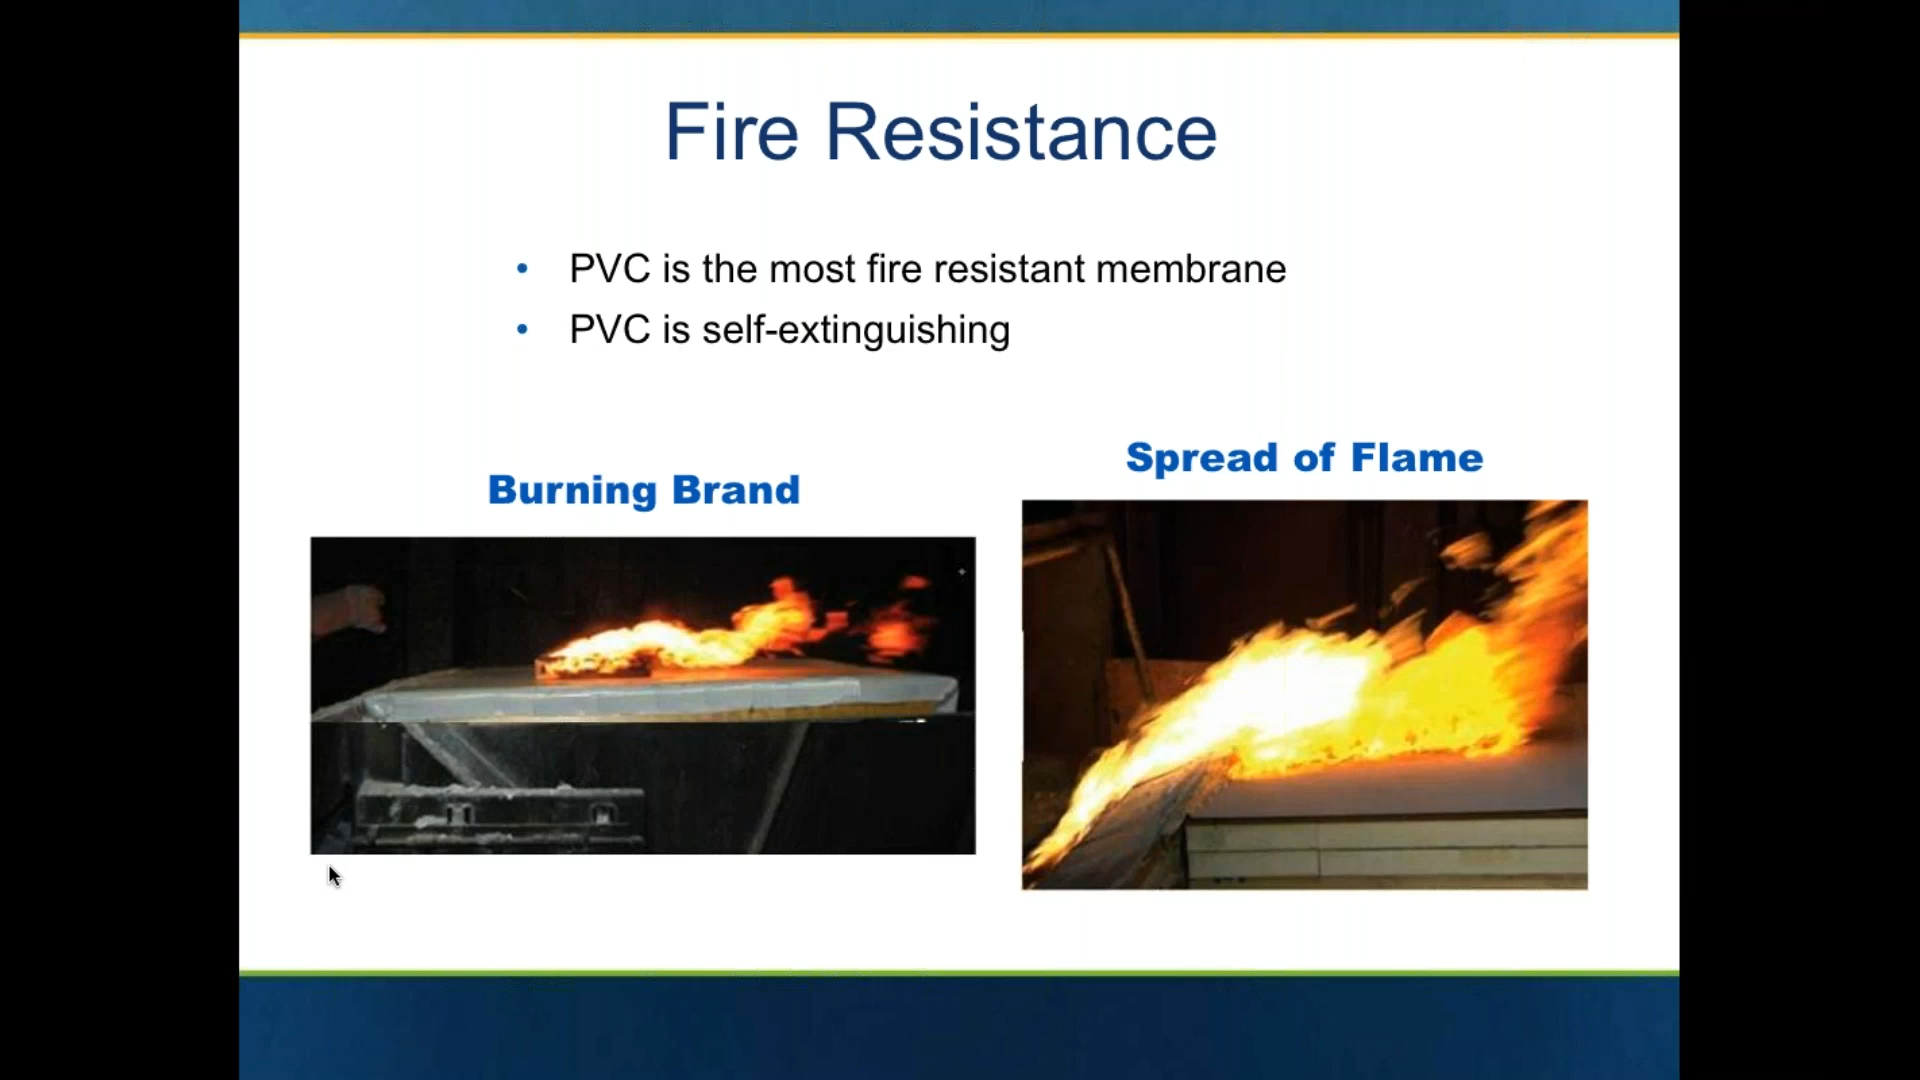 Fire Resistance
• PVC is the most fire resistant membrane
• PVC is self-extinguishing
Burning Brand
Spread of Flame